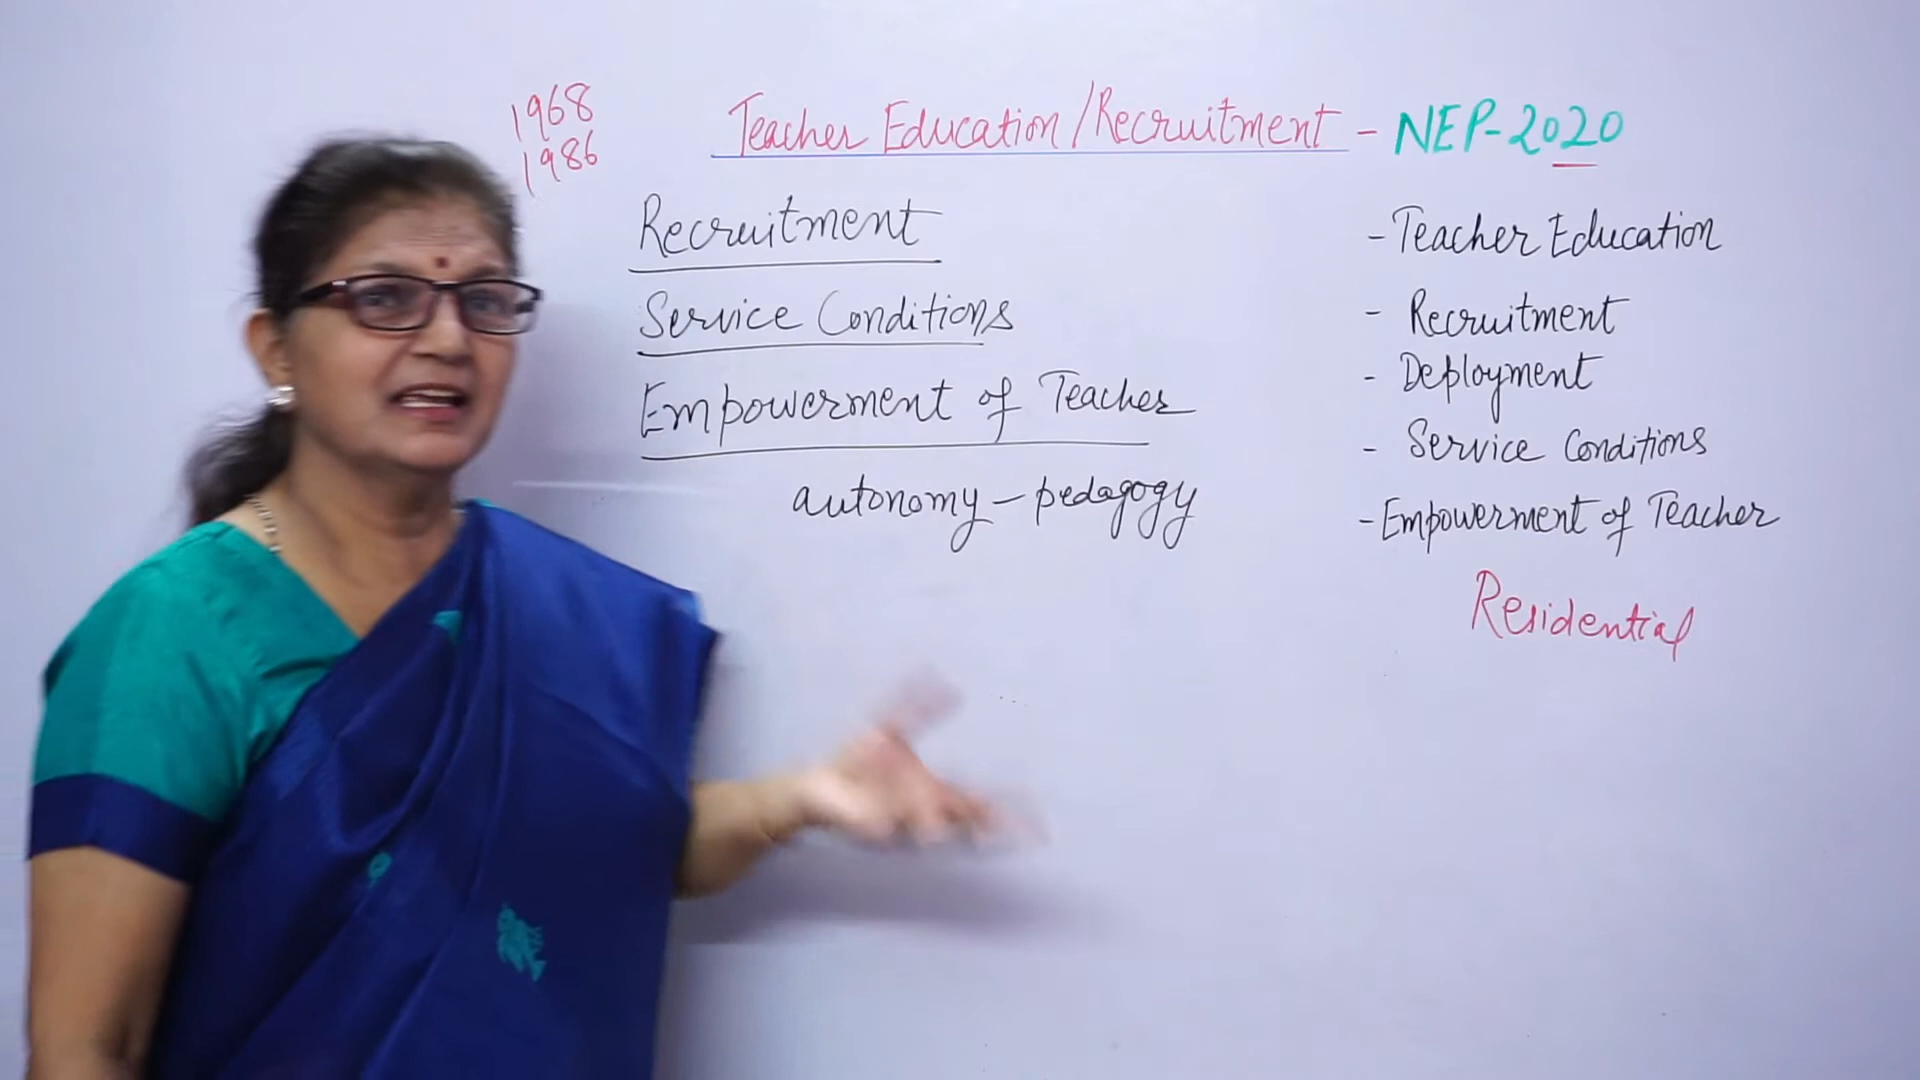 1968
1986
Teacher Education/Recruitment - NEP-2020
Recruitment
Service Conditions
Empowerment of Teacher
autonomy - pedagogy
- Teacher Education
- Recruitment
- Deployment
- Service Conditions
- Empowerment of Teacher
Residential